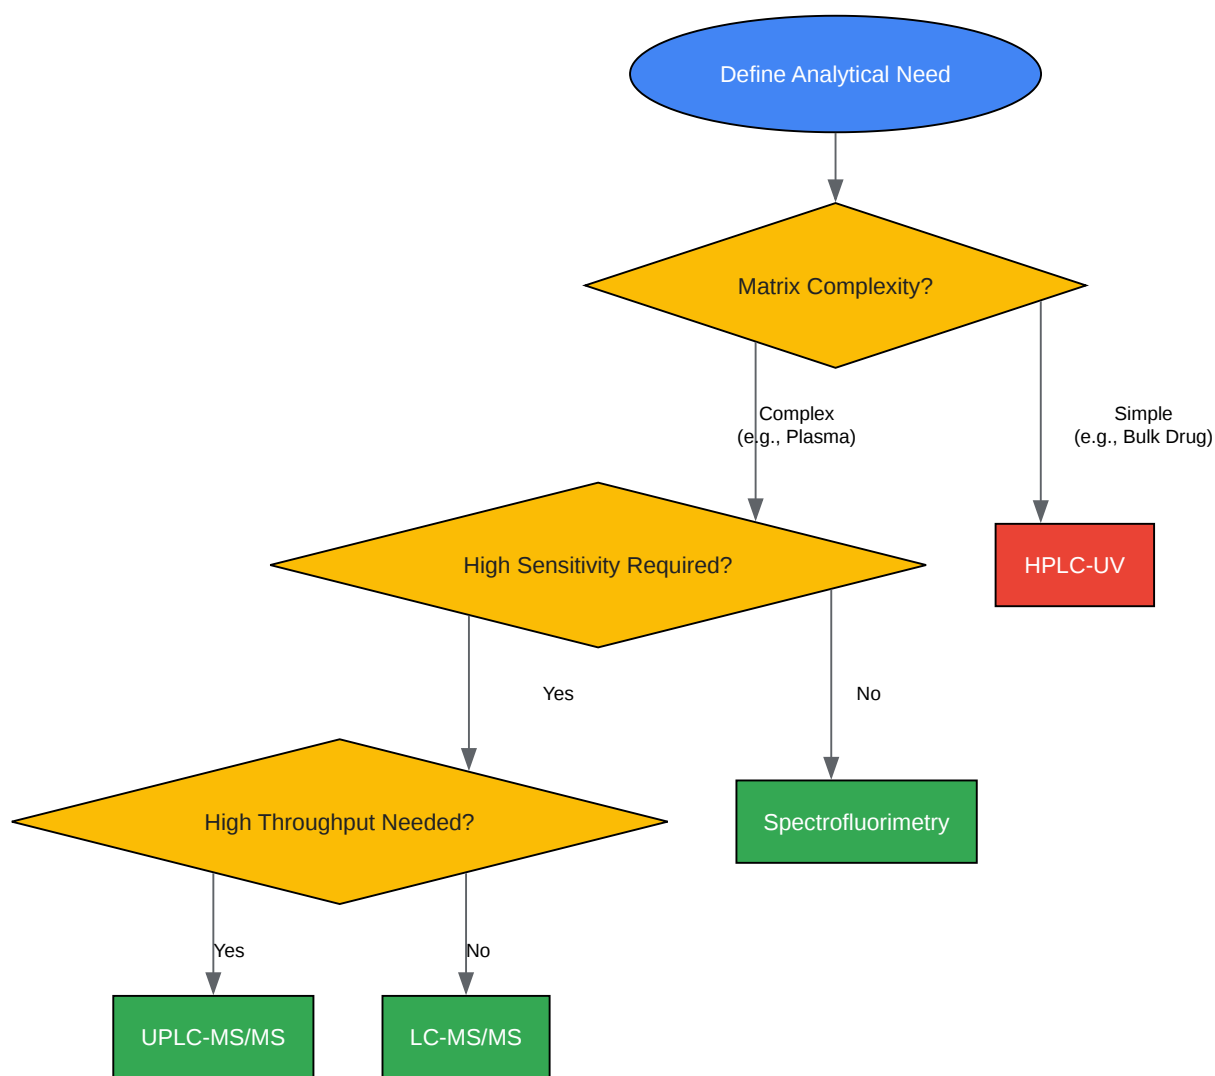 Define Analytical Need
Matrix Complexity?
Complex
(e.g., Plasma)
Simple
(e.g., Bulk Drug)
High Sensitivity Required?
HPLC-UV
Yes
No
High Throughput Needed?
Spectrofluorimetry
Yes
No
UPLC-MS/MS
LC-MS/MS